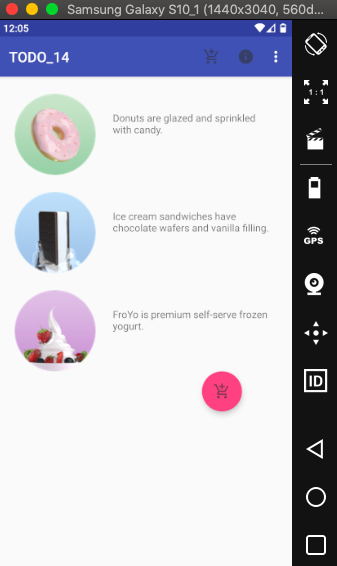 Samsung Galaxy S10_1 (1440x3040, 560d...
12:05
TODO_14
Donuts are glazed and sprinkled
with candy.
Ice cream sandwiches have
chocolate wafers and vanilla filling.
FroYo is premium self-serve frozen
yogurt.
1 : 1
GPS
ID